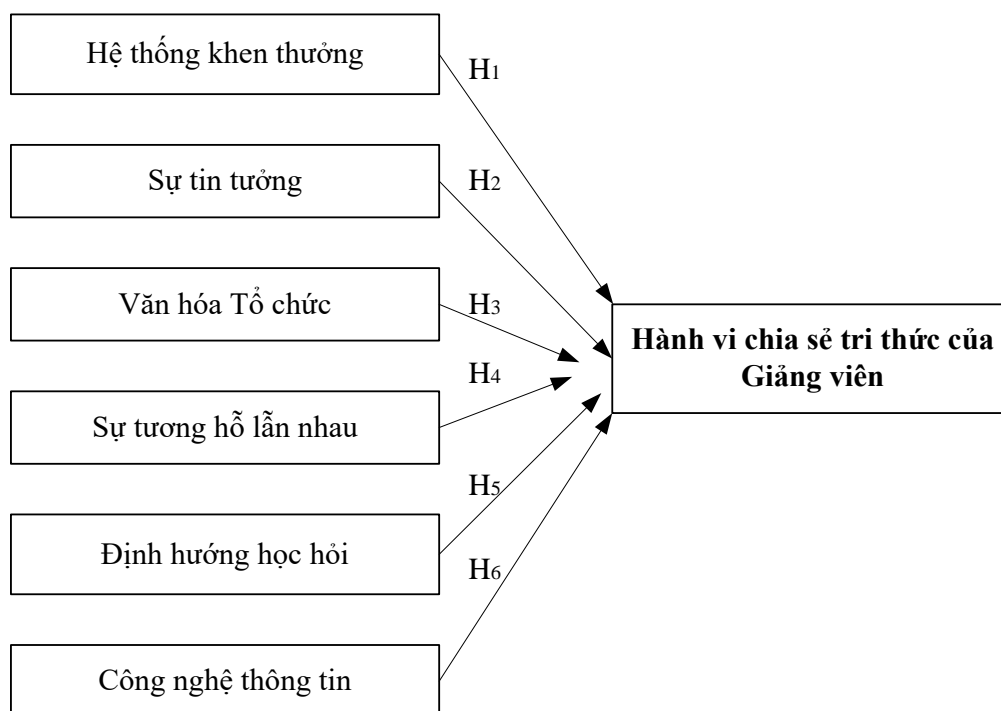 Hệ thống khen thưởng
H1
Sự tin tưởng
H2
Văn hóa Tổ chức
H3
Sự tương hỗ lẫn nhau
H4
Định hướng học hỏi
H5
Công nghệ thông tin
H6
Hành vi chia sẻ tri thức của
Giảng viên